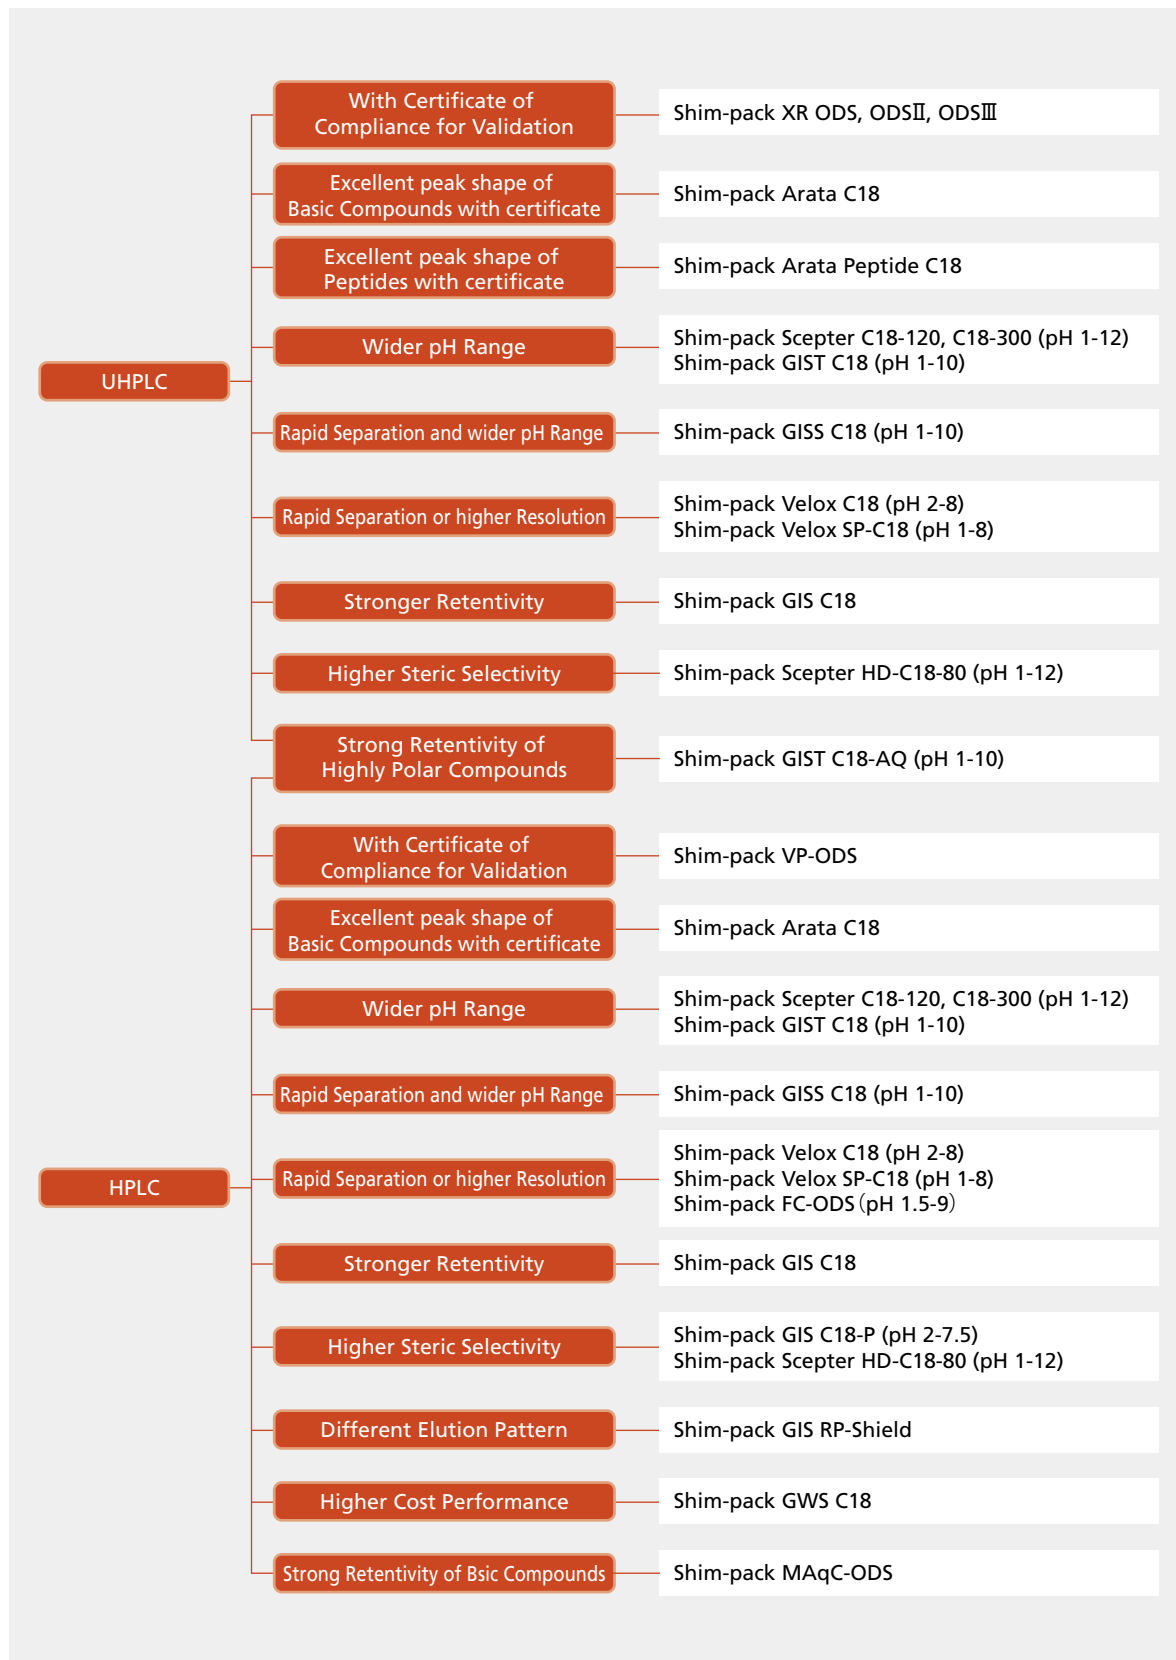 With Certificate of
Compliance for Validation
Shim-pack XR ODS, ODSⅡ, ODSⅢ
Excellent peak shape of
Basic Compounds with certificate
Shim-pack Arata C18
Excellent peak shape of
Peptides with certificate
Shim-pack Arata Peptide C18
Wider pH Range
Shim-pack Scepter C18-120, C18-300 (pH 1-12)
Shim-pack GIST C18 (pH 1-10)
UHPLC
Rapid Separation and wider pH Range
Shim-pack GISS C18 (pH 1-10)
Rapid Separation or higher Resolution
Shim-pack Velox C18 (pH 2-8)
Shim-pack Velox SP-C18 (pH 1-8)
Stronger Retentivity
Shim-pack GIS C18
Higher Steric Selectivity
Shim-pack Scepter HD-C18-80 (pH 1-12)
Strong Retentivity of
Highly Polar Compounds
Shim-pack GIST C18-AQ (pH 1-10)
With Certificate of
Compliance for Validation
Shim-pack VP-ODS
Excellent peak shape of
Basic Compounds with certificate
Shim-pack Arata C18
Wider pH Range
Shim-pack Scepter C18-120, C18-300 (pH 1-12)
Shim-pack GIST C18 (pH 1-10)
Rapid Separation and wider pH Range
Shim-pack GISS C18 (pH 1-10)
HPLC
Rapid Separation or higher Resolution
Shim-pack Velox C18 (pH 2-8)
Shim-pack Velox SP-C18 (pH 1-8)
Shim-pack FC-ODS（pH 1.5-9）
Stronger Retentivity
Shim-pack GIS C18
Higher Steric Selectivity
Shim-pack GIS C18-P (pH 2-7.5)
Shim-pack Scepter HD-C18-80 (pH 1-12)
Different Elution Pattern
Shim-pack GIS RP-Shield
Higher Cost Performance
Shim-pack GWS C18
Strong Retentivity of Bsic Compounds
Shim-pack MAqC-ODS